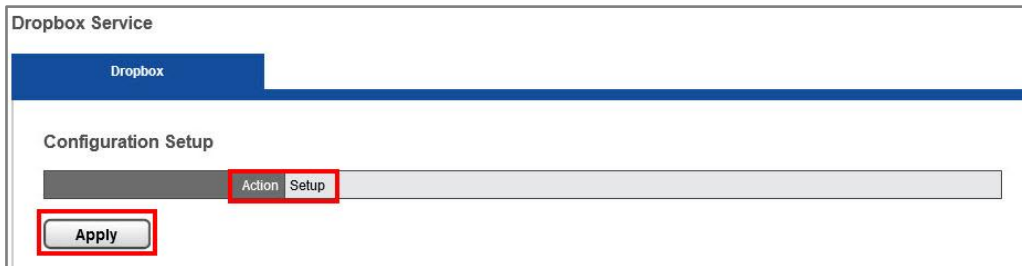 Dropbox Service
Dropbox
Configuration Setup
Action Setup
Apply